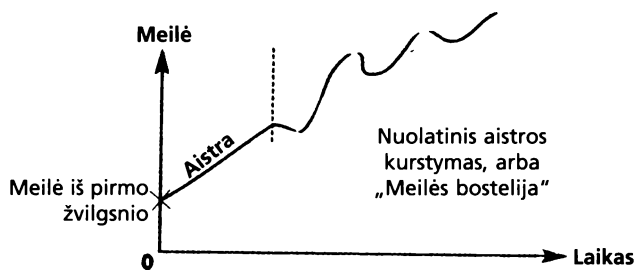 Meilė
Aistra
Nuolatinis aistros
kurstymas, arba
„Meilės bostelija“
Meilė iš pirmo
žvilgsnio
0
Laikas